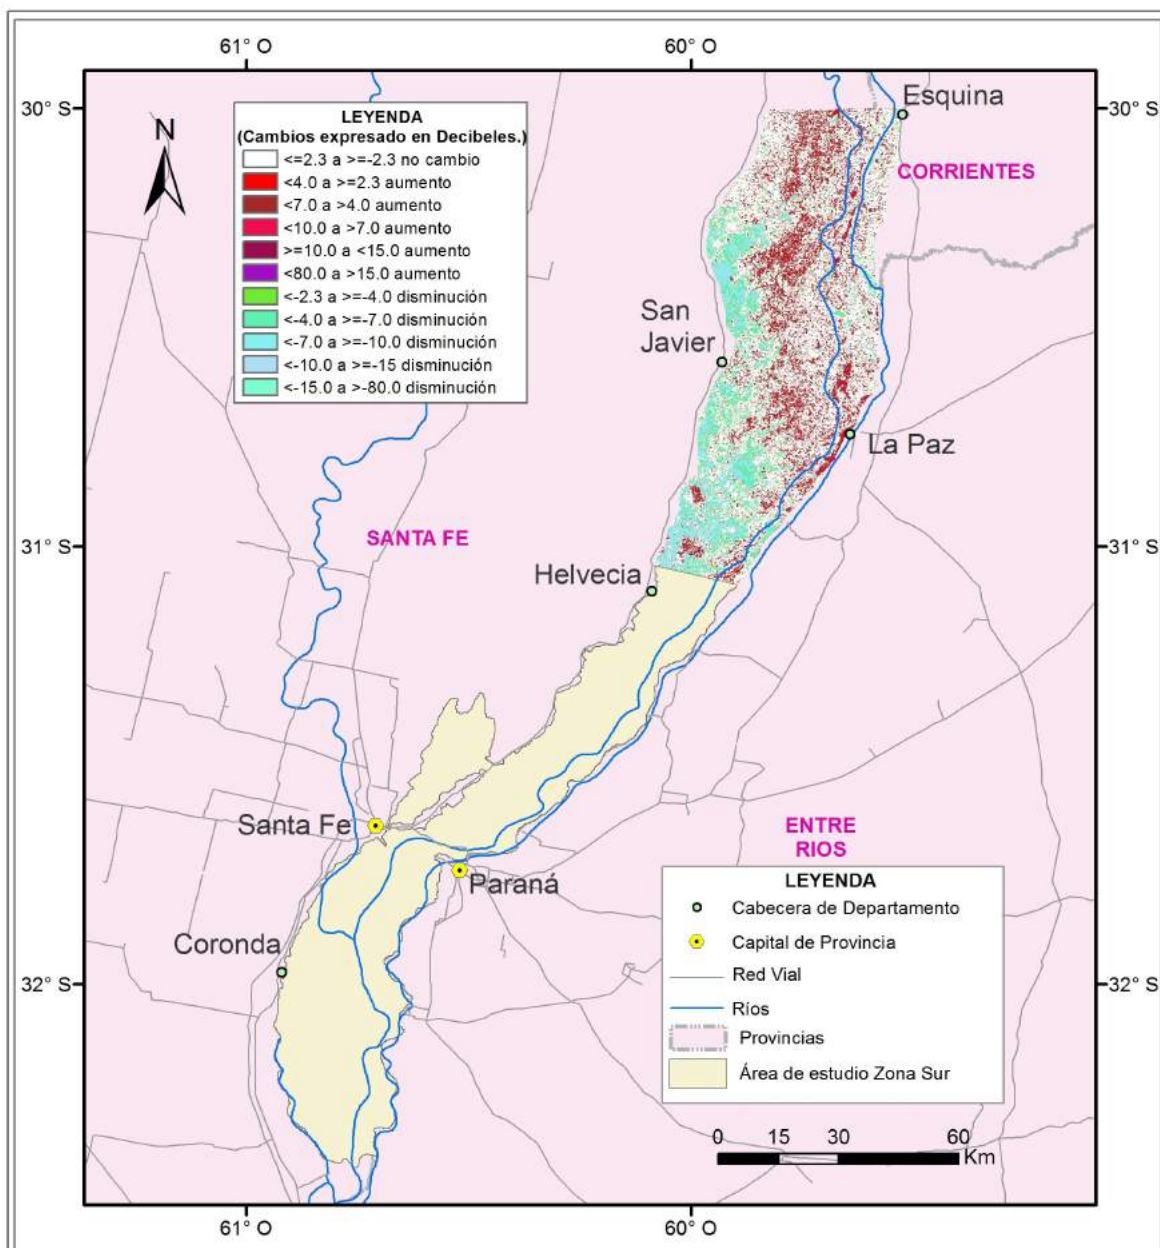 61° O
60° O
30° S
30° S
LEYENDA
(Cambios expresado en Decibeles.)
<=2.3 a >=-2.3 no cambio
<4.0 a >=2.3 aumento
<7.0 a >4.0 aumento
<10.0 a >7.0 aumento
>=10.0 a <15.0 aumento
<80.0 a >15.0 aumento
<-2.3 a >=-4.0 disminución
<-4.0 a >=-7.0 disminución
<-7.0 a >=-10.0 disminución
<-10.0 a >=-15 disminución
<-15.0 a >-80.0 disminución
N
Esquina
CORRIENTES
San
Javier
La Paz
SANTA FE
31° S
31° S
Helvecia
Santa Fe
Paraná
ENTRE
RIOS
Coronda
32° S
32° S
LEYENDA
Cabecera de Departamento
Capital de Provincia
Red Vial
Ríos
Provincias
Área de estudio Zona Sur
0 15 30 60
Km
61° O
60° O